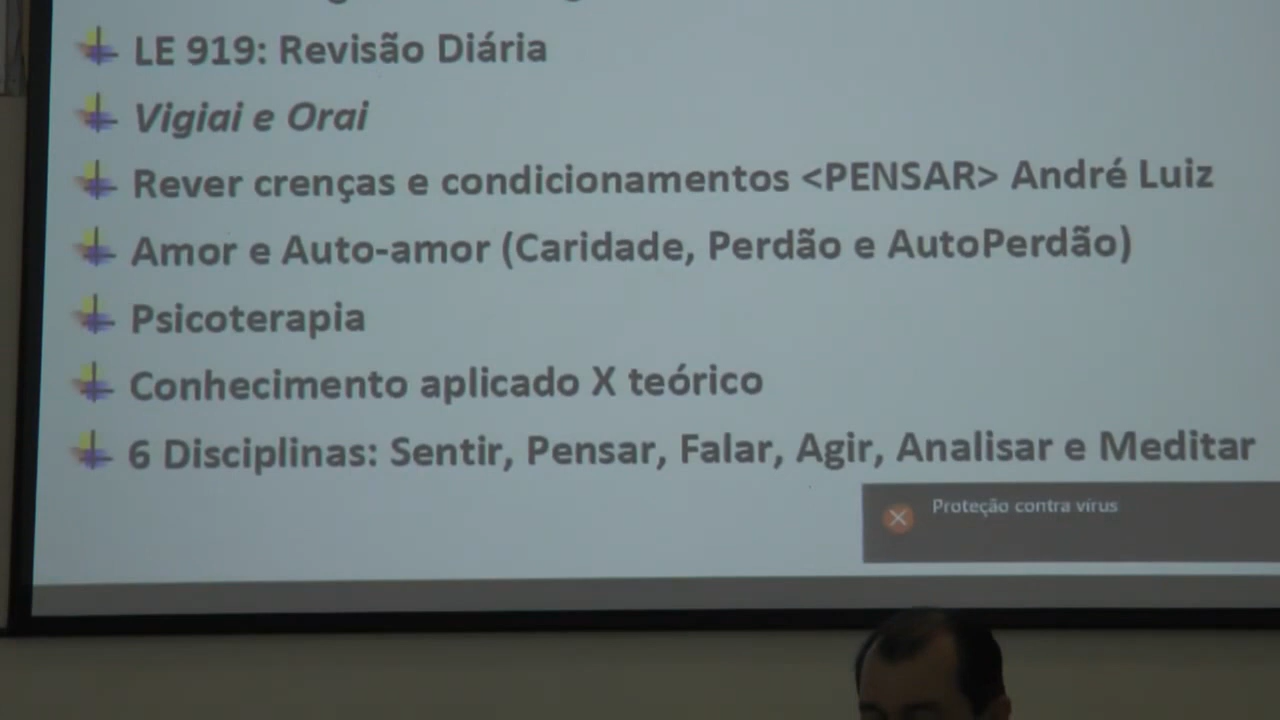 LE 919: Revisão Diária
Vigiai e Orai
Rever crenças e condicionamentos <PENSAR> André Luiz
Amor e Auto-amor (Caridade, Perdão e AutoPerdão)
Psicoterapia
Conhecimento aplicado X teórico
6 Disciplinas: Sentir, Pensar, Falar, Agir, Analisar e Meditar
Proteção contra vírus